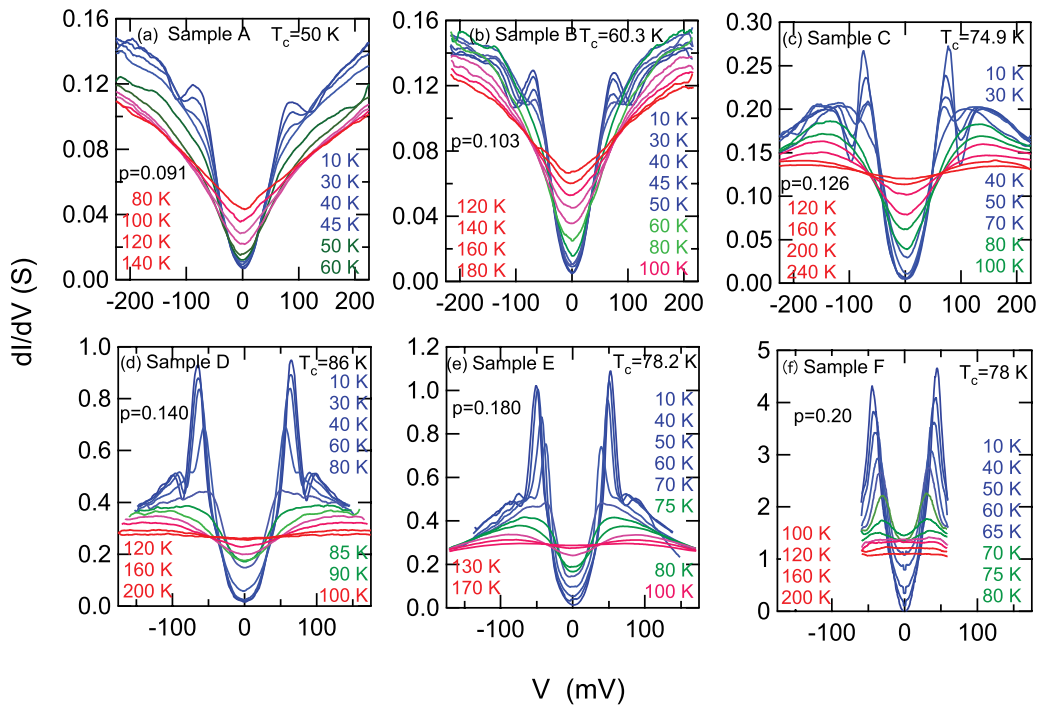 (a) Sample A T_c=50 K
p=0.091
80 K
100 K
120 K
140 K
10 K
30 K
40 K
45 K
50 K
60 K
0.16
0.12
0.08
0.04
0.00
-200 -100 0 100 200
(b) Sample B T_c=60.3 K
p=0.103
120 K
140 K
160 K
180 K
10 K
30 K
40 K
45 K
50 K
60 K
80 K
100 K
0.16
0.12
0.08
0.04
0.00
-200 -100 0 100 200
(c) Sample C T_c=74.9 K
10 K
30 K
p=0.126
120 K
160 K
200 K
240 K
40 K
50 K
70 K
80 K
100 K
0.30
0.25
0.20
0.15
0.10
0.05
0.00
-200 -100 0 100 200
dI/dV (S)
(d) Sample D T_c=86 K
p=0.140
10 K
30 K
40 K
60 K
80 K
120 K
160 K
200 K
85 K
90 K
100 K
1.0
0.8
0.6
0.4
0.2
0.0
-100 0 100
(e) Sample E T_c=78.2 K
p=0.180
10 K
40 K
50 K
60 K
70 K
75 K
130 K
170 K
80 K
100 K
1.2
1.0
0.8
0.6
0.4
0.2
0.0
-100 0 100
(f) Sample F T_c=78 K
p=0.20
10 K
40 K
50 K
60 K
65 K
70 K
75 K
80 K
100 K
120 K
160 K
200 K
5
4
3
2
1
0
-100 0 100
V (mV)